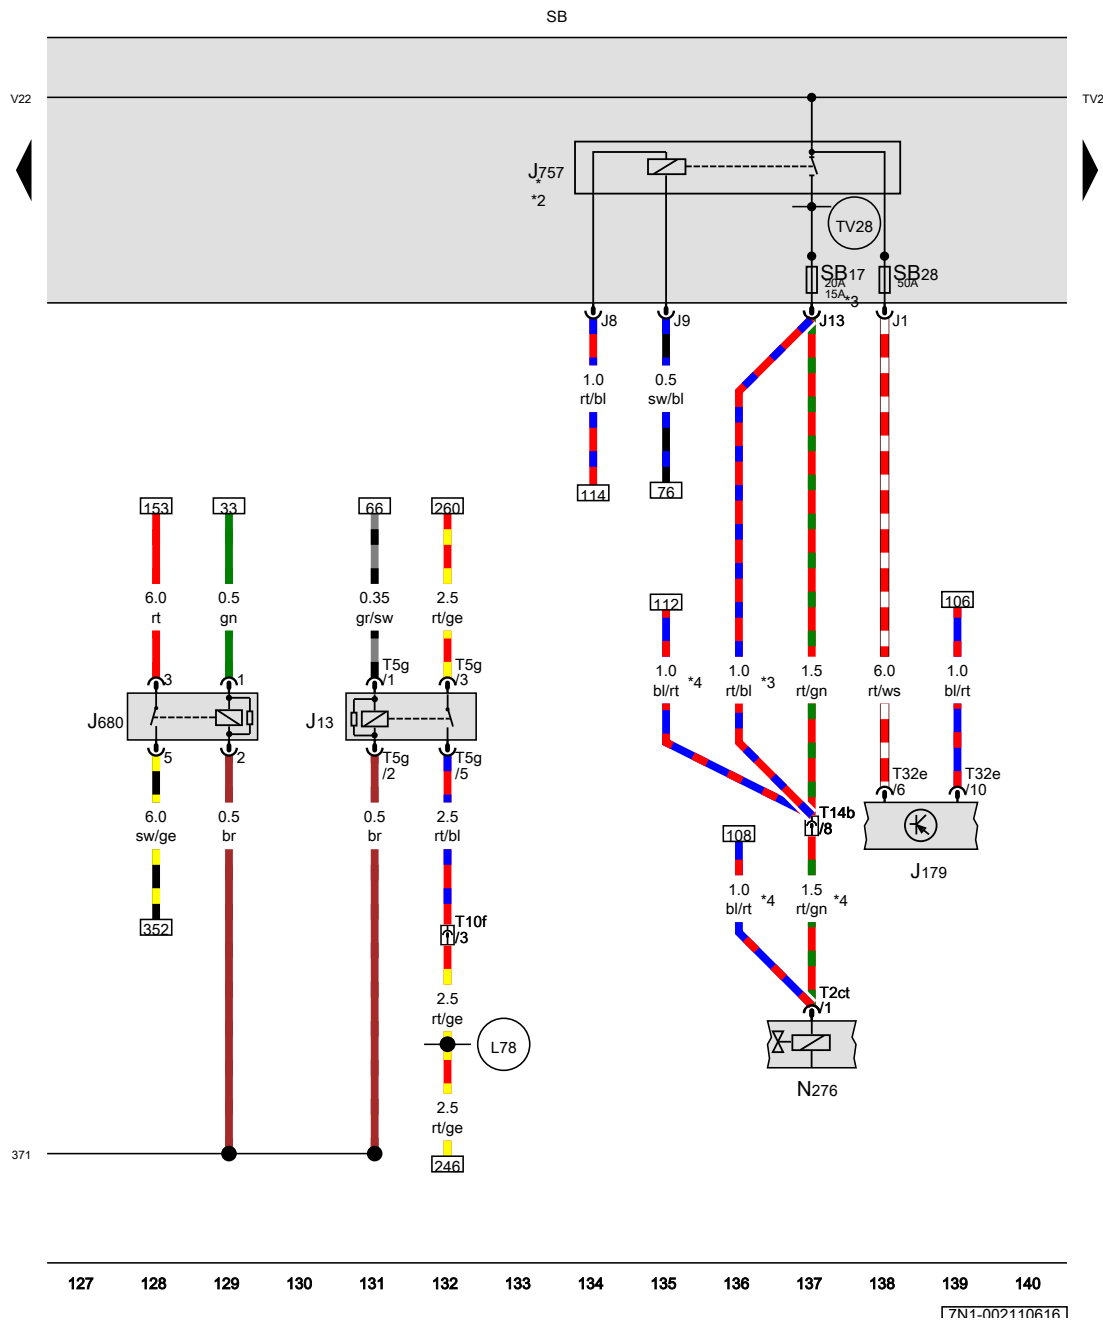 SB
V22
TV2
J757
*
*2
TV28
SB17
20A
15A
*3
SB28
50A
J8
J9
J13
J1
1.0
rt/bl
0.5
sw/bl
114
76
153
33
66
260
6.0
rt
0.5
gn
0.35
gr/sw
2.5
rt/ge
112
106
1.0
bl/rt
*4
1.0
rt/bl
*3
1.5
rt/gn
6.0
rt/ws
1.0
bl/rt
3
1
T5g
/1
T5g
/3
J680
J13
5
2
T5g
/2
T5g
/5
T32e
/6
T32e
/10
6.0
sw/ge
0.5
br
0.5
br
2.5
rt/bl
108
T14b
/8
J179
1.0
bl/rt
*4
1.5
rt/gn
*4
352
T10f
/3
2.5
rt/ge
T2ct
/1
L78
N276
2.5
rt/ge
371
246
127 128 129 130 131 132 133 134 135 136 137 138 139 140
7N1-002110616